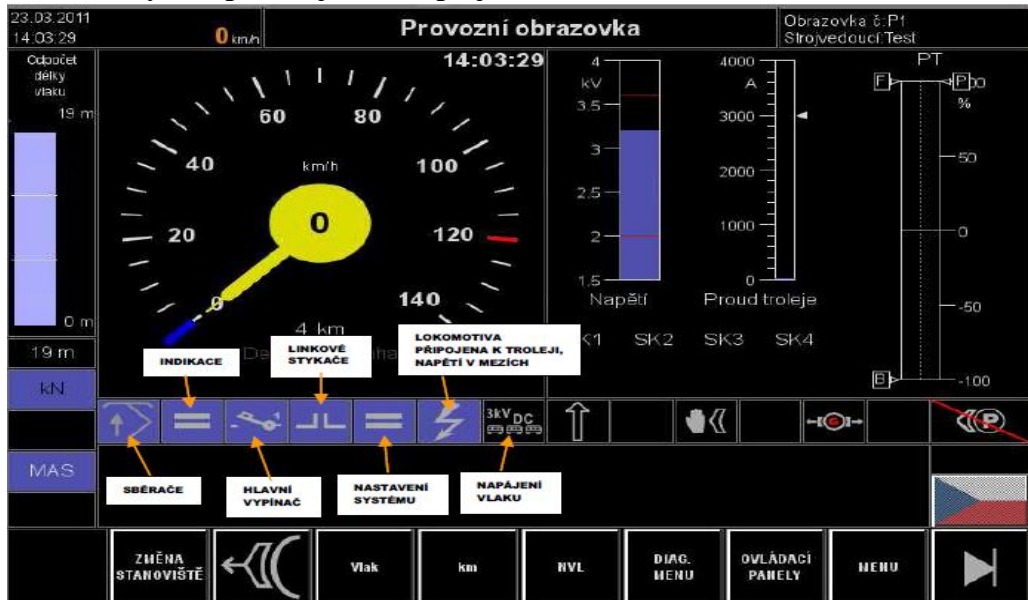 23.03.2011
14:03:29
0 km/h
Provozní obrazovka
Obrazovka č:P1
Strojvedoucí:Test
Odpočet
délky
vlaku
19 m
0 m
19 m
kN
MAS
14:03:29
0
20
40
60
80
100
120
140
km/h
0
4 km
4
kV
3.5
3
2.5
2
1.5
Napětí
4000
A
3000
2000
1000
0
Proud troleje
SK2
SK3
SK4
PT
F
P
%
50
0
-50
-100
B
INDIKACE
LINKOVÉ
STYKAČE
LOKOMOTIVA
PŘIPOJENA K TROLEJI,
NAPĚTÍ V MEZÍCH
3kV DC
G
P
SBĚRAČE
HLAVNÍ
VYPÍNAČ
NASTAVENÍ
SYSTÉMU
NAPÁJENÍ
VLAKU
ZMĚNA
STANOVIŠTĚ
Vlak
km
NVL
DIAG.
MENU
OVLÁDACÍ
PANELY
MENU